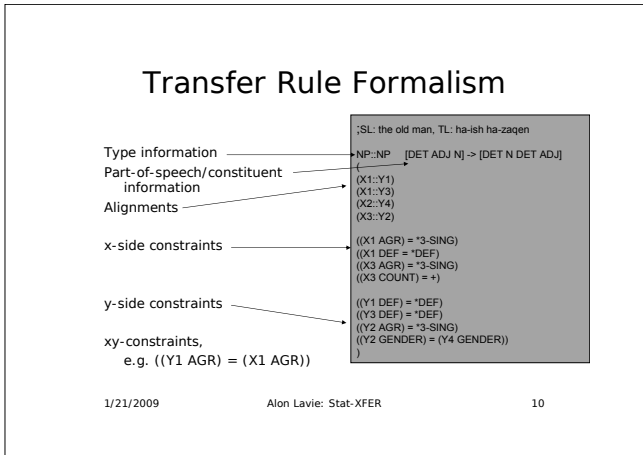 Transfer Rule Formalism
Type information
Part-of-speech/constituent
information
Alignments
x-side constraints
y-side constraints
xy-constraints,
e.g. ((Y1 AGR) = (X1 AGR))
;SL: the old man, TL: ha-ish ha-zaqen
NP::NP [DET ADJ N] -> [DET N DET ADJ]
(
(X1::Y1)
(X1::Y3)
(X2::Y4)
(X3::Y2)
((X1 AGR) = *3-SING)
((X1 DEF = *DEF)
((X3 AGR) = *3-SING)
((X3 COUNT) = +)
((Y1 DEF) = *DEF)
((Y3 DEF) = *DEF)
((Y2 AGR) = *3-SING)
((Y2 GENDER) = (Y4 GENDER))
)
1/21/2009 Alon Lavie: Stat-XFER 10